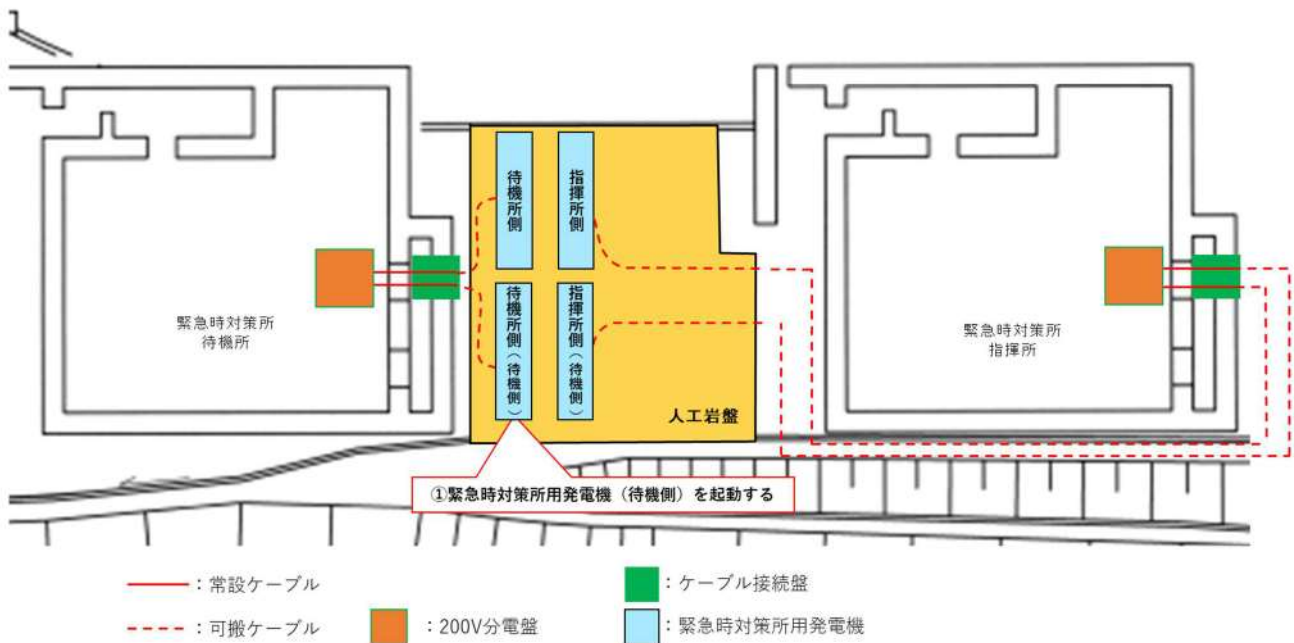 待機所側
指揮所側
待機所側（待機側）
指揮所側（待機側）
緊急時対策所
待機所
緊急時対策所
指揮所
人工岩盤
①緊急時対策所用発電機（待機側）を起動する
：常設ケーブル
：ケーブル接続盤
：可搬ケーブル
：200V分電盤
：緊急時対策所用発電機